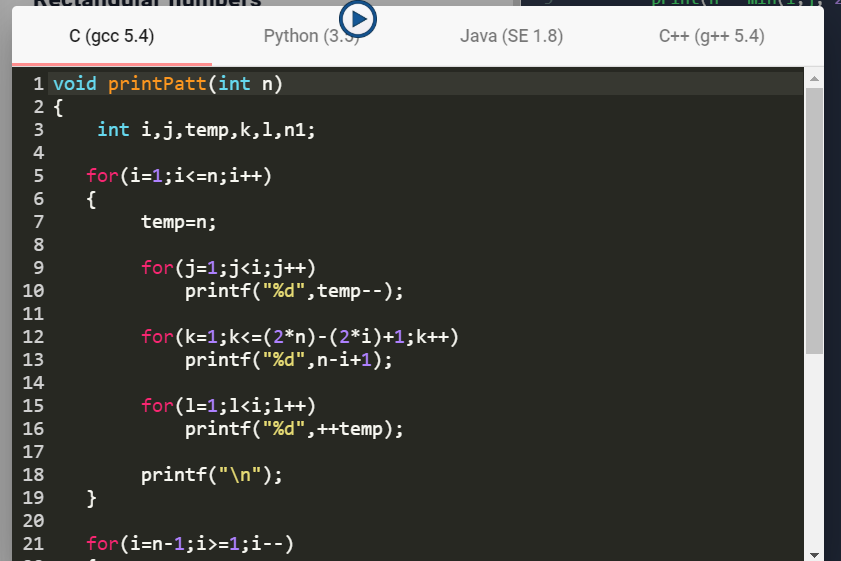 Rectangular numbers
C (gcc 5.4) Python (3.5) Java (SE 1.8) C++ (g++ 5.4)
1 void printPatt(int n)
2 {
3     int i,j,temp,k,l,n1;
4
5    for(i=1;i<=n;i++)
6    {
7         temp=n;
8
9         for(j=1;j<i;j++)
10             printf("%d",temp--);
11
12         for(k=1;k<=(2*n)-(2*i)+1;k++)
13             printf("%d",n-i+1);
14
15         for(l=1;l<i;l++)
16             printf("%d",++temp);
17
18         printf("\n");
19    }
20
21    for(i=n-1;i>=1;i--)